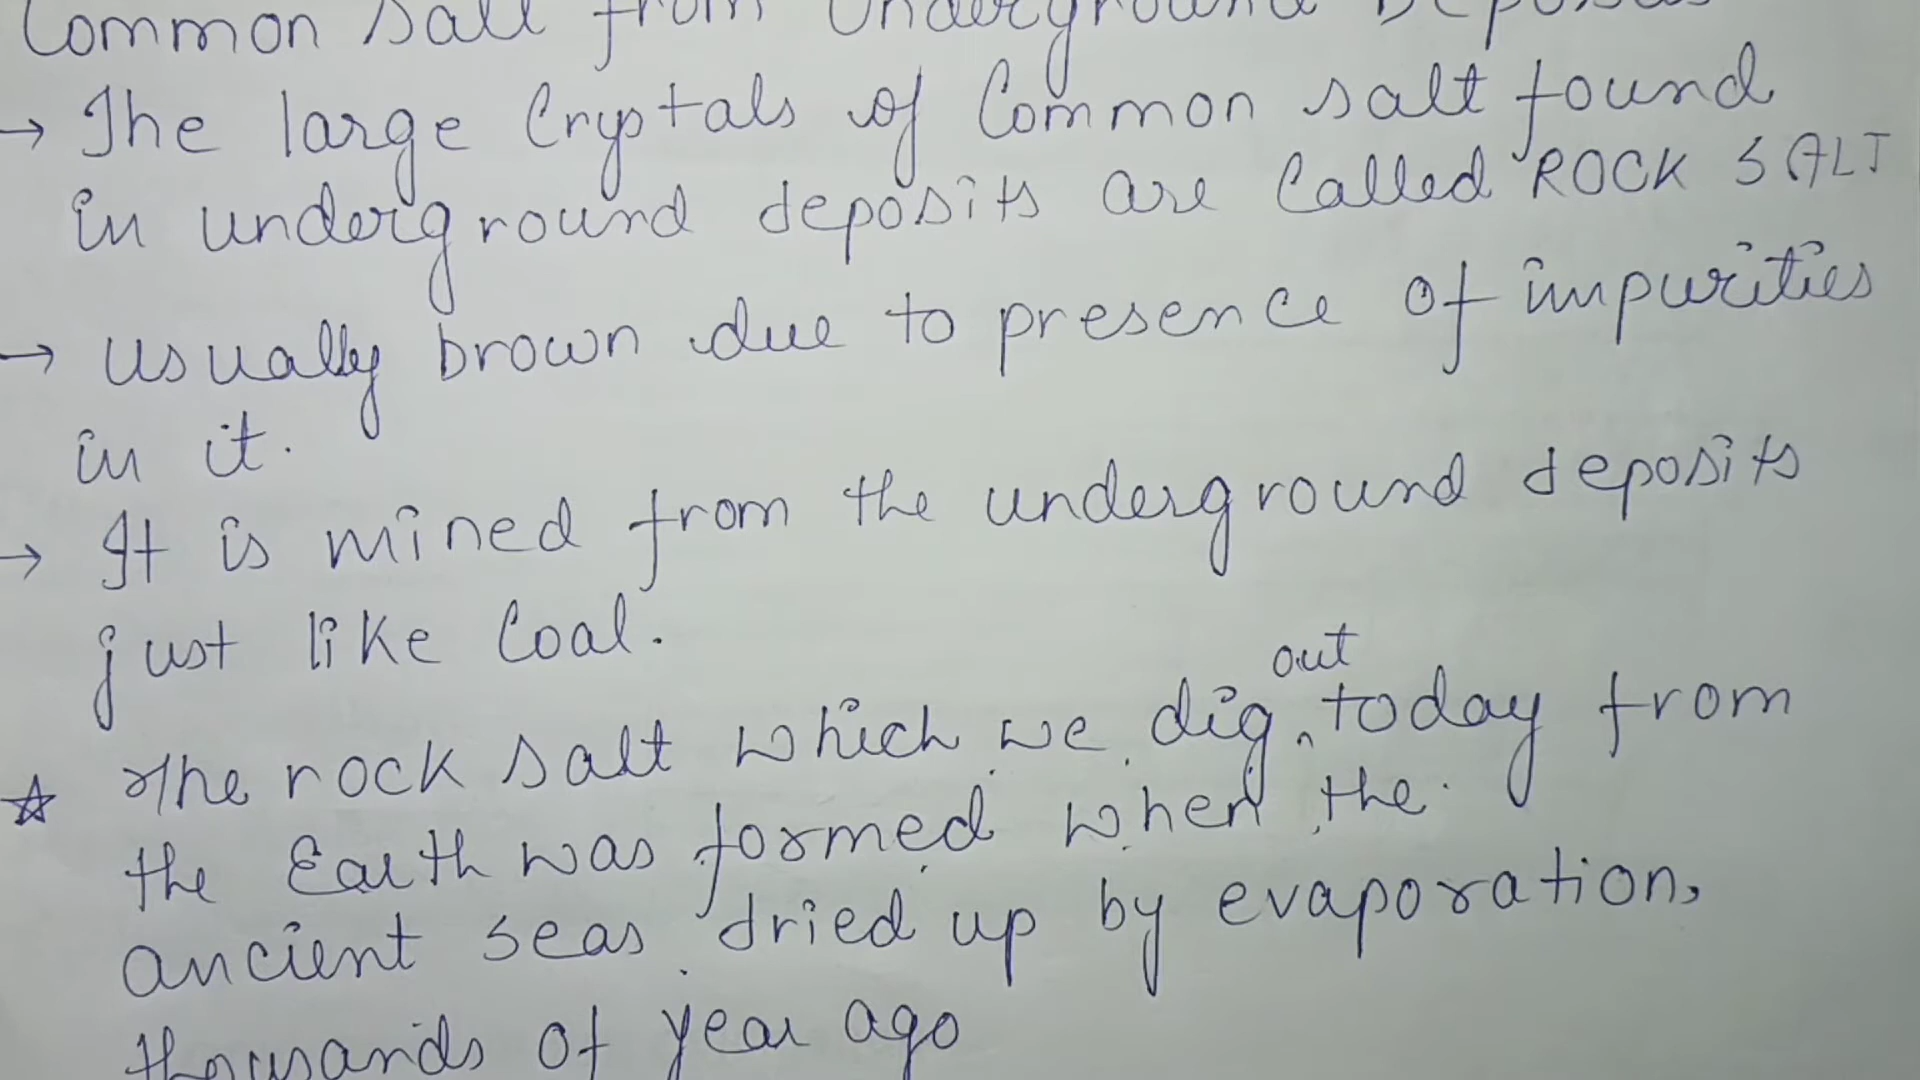 Common salt from Underground Deposits
→ The large Crystals of Common salt found
in underground deposits are Called ROCK SALT
→ usually brown due to presence of impurities
in it.
→ It is mined from the underground deposits
just like Coal.
out
☆ The rock salt which we dig ‸ today from
the Earth was formed when the
ancient seas dried up by evaporation,
thousands of year ago